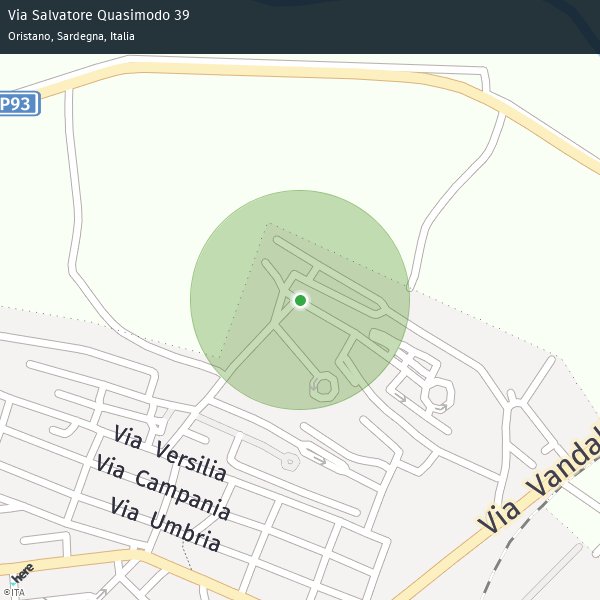 Via Salvatore Quasimodo 39
Oristano, Sardegna, Italia
P93
Via Versilia
Via Campania
Via Umbria
Via Vandal
here
©ITA